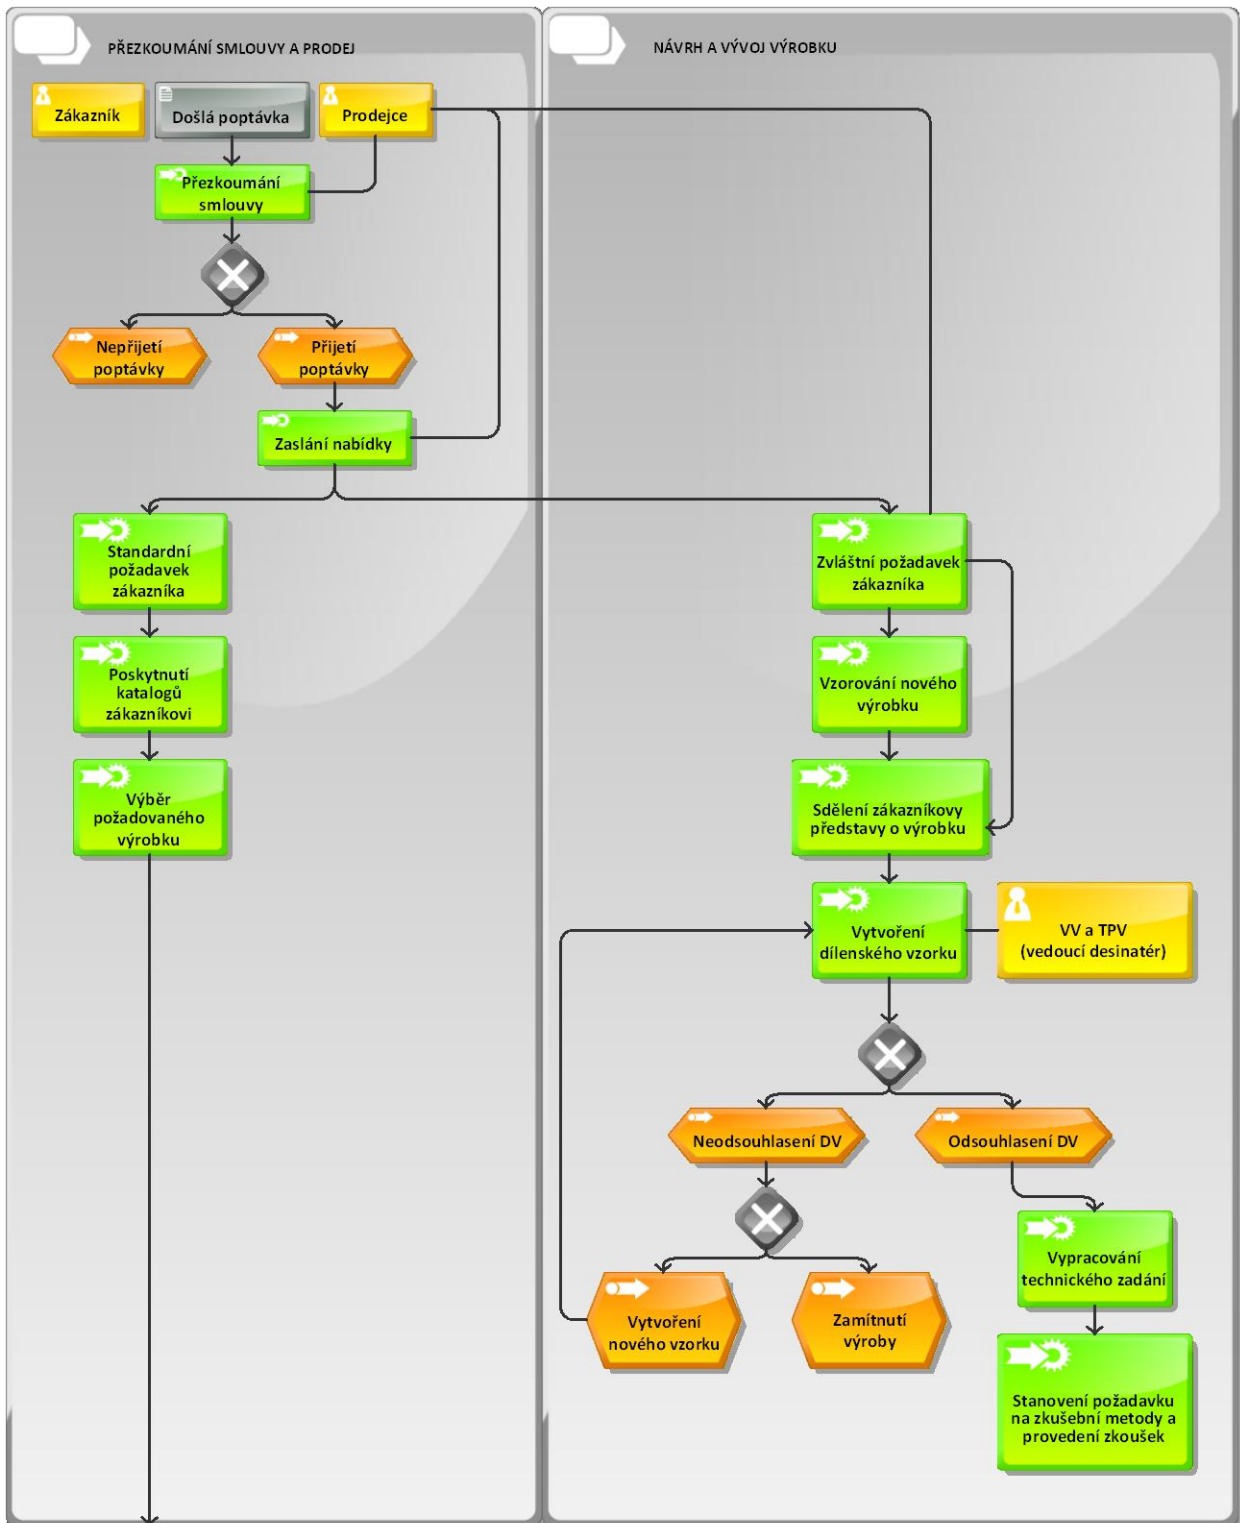 PŘEZKOUMÁNÍ SMLOUVY A PRODEJ
NÁVRH A VÝVOJ VÝROBKU
Zákazník
Došlá poptávka
Prodejce
Přezkoumání
smlouvy
Nepřijetí
poptávky
Přijetí
poptávky
Zaslání nabídky
Standardní
požadavek
zákazníka
Zvláštní požadavek
zákazníka
Poskytnutí
katalogů
zákazníkovi
Vzorování nového
výrobku
Výběr
požadovaného
výrobku
Sdělení zákazníkovy
představy o výrobku
Vytvoření
dílenského vzorku
VV a TPV
(vedoucí desinatér)
Neodsouhlasení DV
Odsouhlasení DV
Vypracování
technického zadání
Vytvoření
nového vzorku
Zamítnutí
výroby
Stanovení požadavku
na zkušební metody a
provedení zkoušek